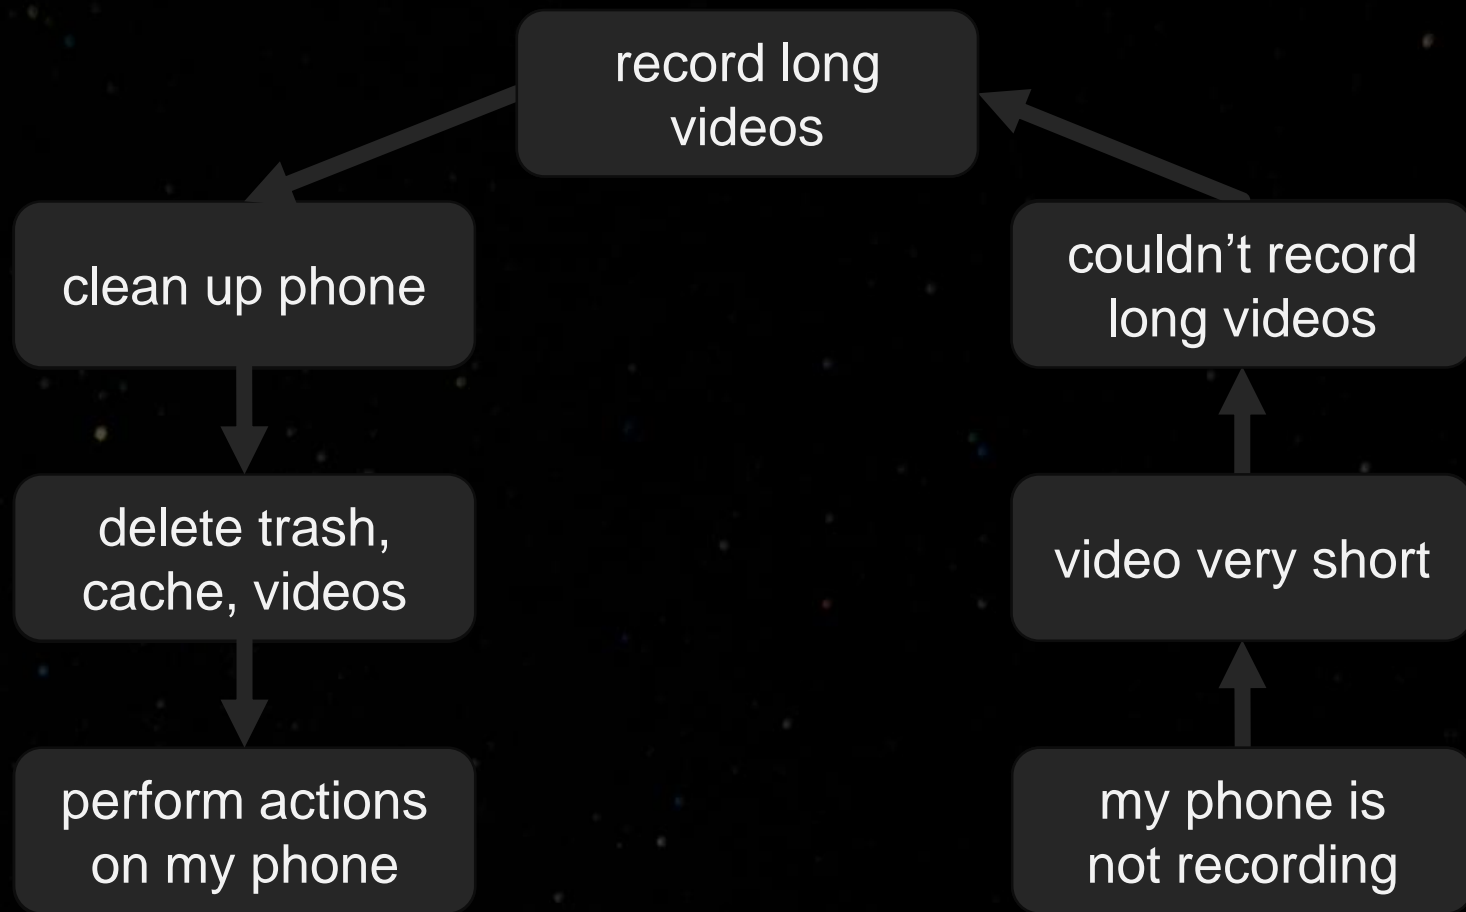 record long
videos
clean up phone
couldn’t record
long videos
delete trash,
cache, videos
video very short
perform actions
on my phone
my phone is
not recording